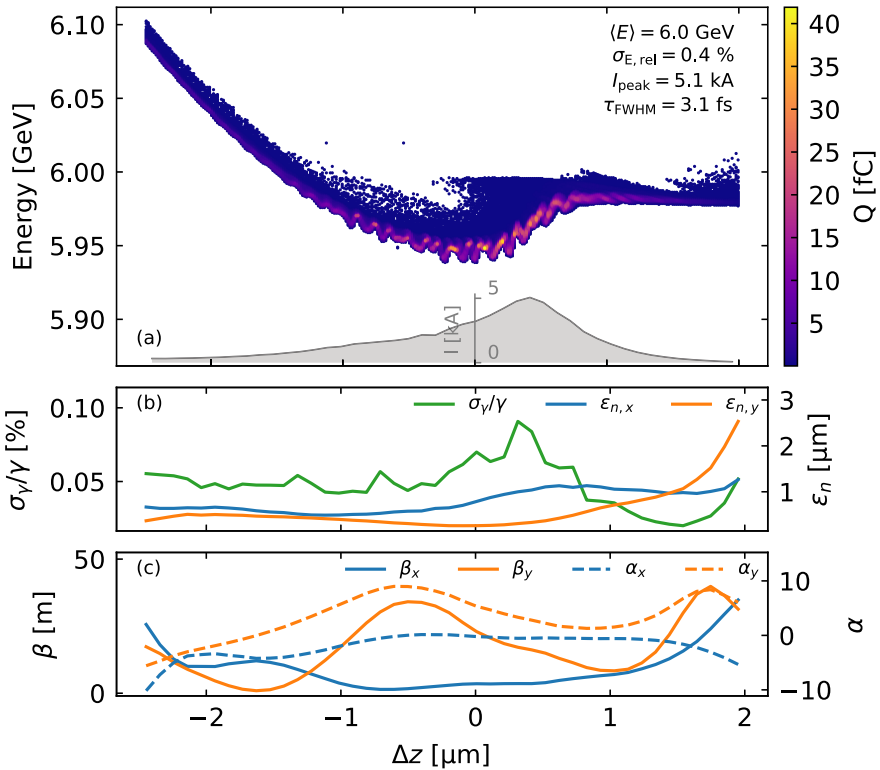 ⟨E⟩ = 6.0 GeV
σE,rel = 0.4 %
Ipeak = 5.1 kA
τFWHM = 3.1 fs
6.10
6.05
6.00
5.95
5.90
Energy [GeV]
(a)
I [kA]
5
0
40
35
30
25
20
15
10
5
Q [fC]
(b)
σγ/γ
εn,x
εn,y
0.10
0.05
σγ/γ [%]
3
2
1
εn [μm]
(c)
βx
βy
αx
αy
50
0
β [m]
10
0
−10
α
−2
−1
0
1
2
Δz [μm]